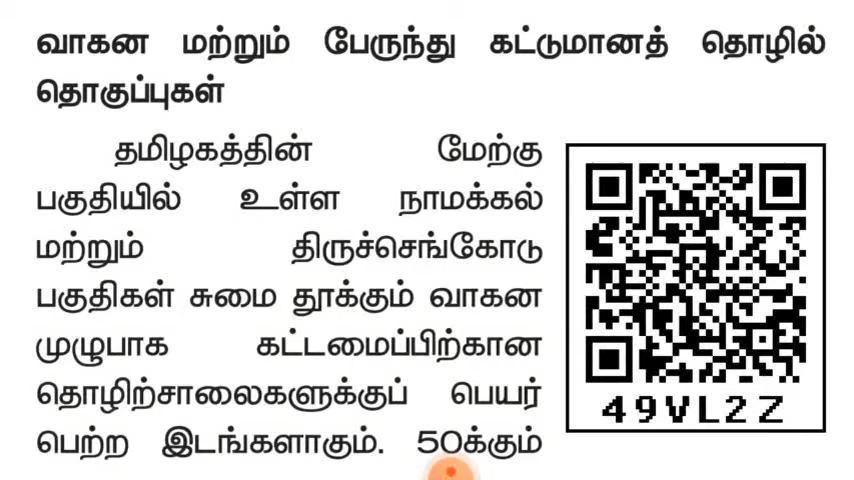 வாகன மற்றும் பேருந்து கட்டுமானத் தொழில்
தொகுப்புகள்
தமிழகத்தின் மேற்கு
பகுதியில் உள்ள நாமக்கல்
மற்றும் திருச்செங்கோடு
பகுதிகள் சுமை தூக்கும் வாகன
முழுபாக கட்டமைப்பிற்கான
தொழிற்சாலைகளுக்குப் பெயர்
பெற்ற இடங்களாகும். 50க்கும்
49VL2Z